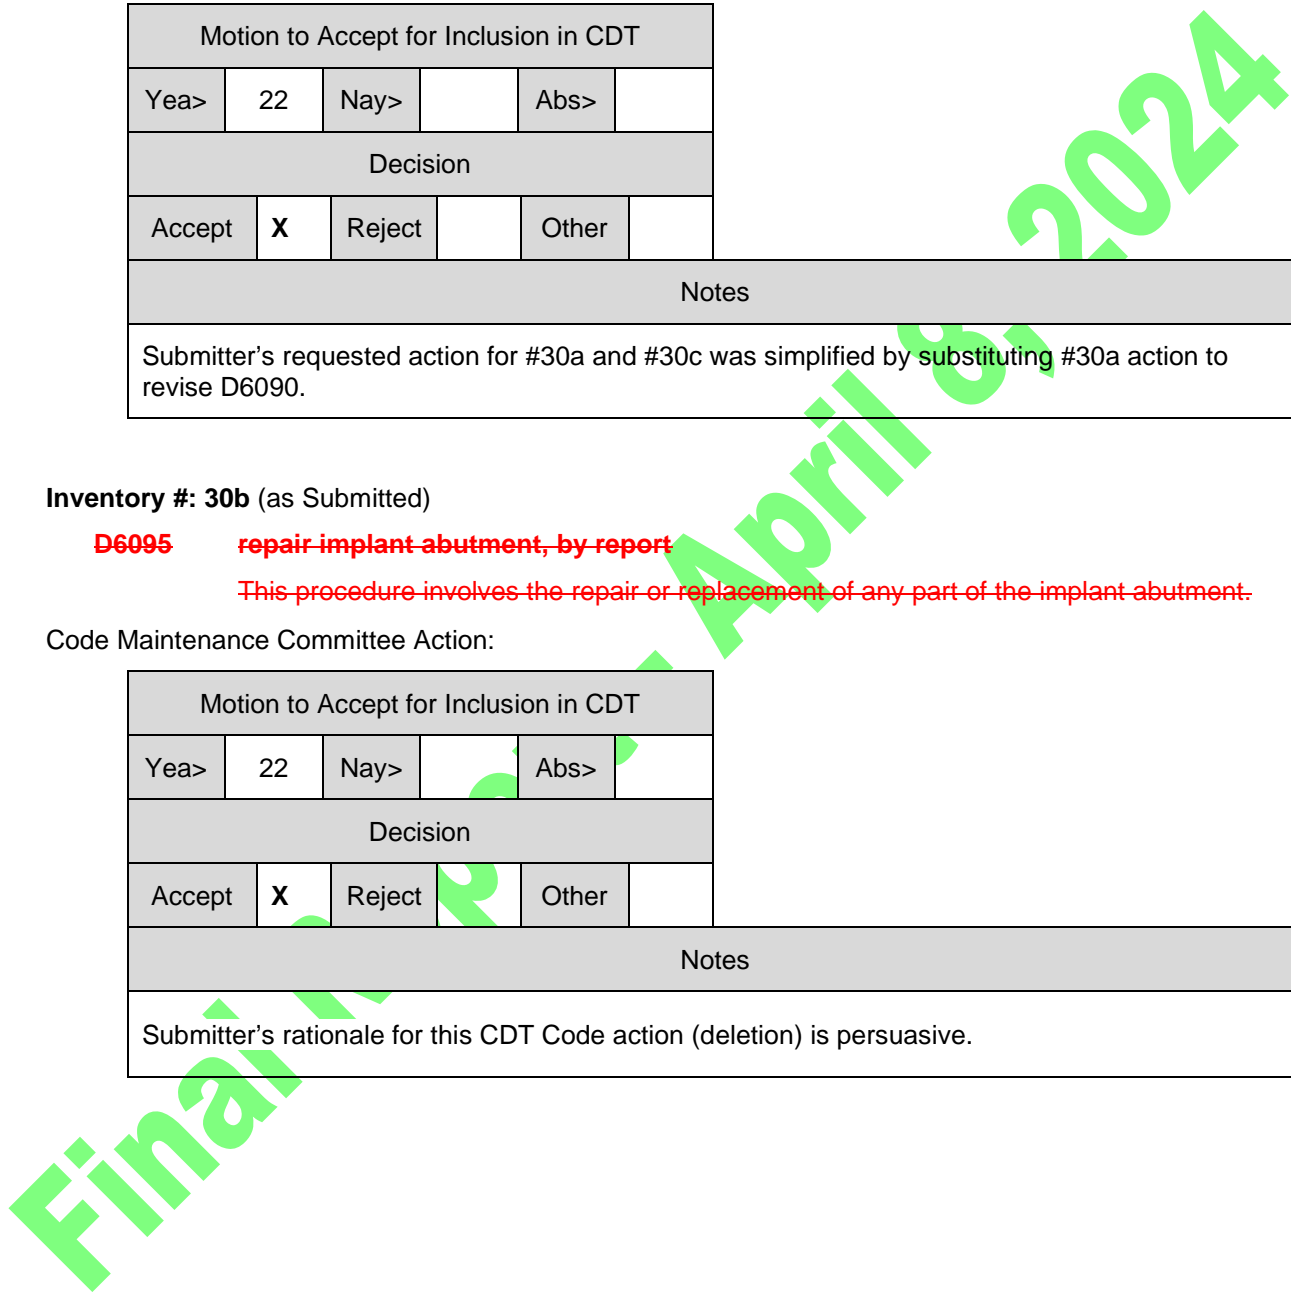 Motion to Accept for Inclusion in CDT
Yea> 22 Nay> Abs>
Decision
Accept X Reject Other
Notes
Submitter’s requested action for #30a and #30c was simplified by substituting #30a action to
revise D6090.
Inventory #: 30b (as Submitted)
D6095 repair implant abutment, by report
This procedure involves the repair or replacement of any part of the implant abutment.
Code Maintenance Committee Action:
Motion to Accept for Inclusion in CDT
Yea> 22 Nay> Abs>
Decision
Accept X Reject Other
Notes
Submitter’s rationale for this CDT Code action (deletion) is persuasive.
Final April 8, 2024